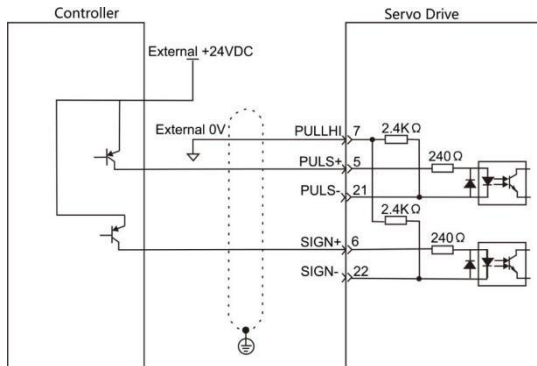 Controller
Servo Drive
External +24VDC
External 0V
PULLHI 7
2.4KΩ
PULS+ 5
240Ω
PULS- 21
2.4KΩ
SIGN+ 6
240Ω
SIGN- 22